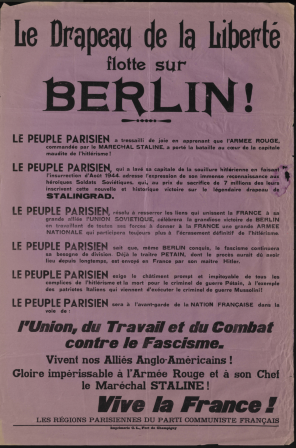 Le Drapeau de la Liberté
flotte sur
BERLIN !
LE PEUPLE PARISIEN a tressailli de joie en apprenant que l'ARMEE ROUGE,
commandée par le MARECHAL STALINE, a porté la bataille au cœur de la capitale
maudite de l'hitlérisme !
LE PEUPLE PARISIEN, qui a lavé sa capitale de la souillure hitlérienne en faisant
l'insurrection d'Août 1944, adresse l'expression de son immense reconnaissance aux
héroïques Soldats Soviétiques, qui, au prix du sacrifice de 7 millions des leurs
inscrivent cette nouvelle et historique victoire sur le légendaire drapeau de
STALINGRAD.
LE PEUPLE PARISIEN, résolu à resserrer les liens qui unissent la FRANCE à sa
grande alliée l'UNION SOVIETIQUE, célébrera la grandiose victoire de BERLIN
en travaillant de toutes ses forces à donner à la FRANCE une grande ARMEE
NATIONALE qui participera toujours plus à l'écrasement définitif de l'hitlérisme.
LE PEUPLE PARISIEN sait que, même BERLIN conquis, le fascisme continuera
sa besogne de division. Déjà le traître PETAIN, dont le procès aurait dû avoir
lieu depuis longtemps, est envoyé en France par son maître Hitler.
LE PEUPLE PARISIEN exige le châtiment prompt et impitoyable de tous les
complices de l'hitlérisme et la mort pour le criminel de guerre Pétain, à l'exemple
des patriotes italiens qui viennent d'exécuter le criminel de guerre Mussolini !
LE PEUPLE PARISIEN sera à l'avant-garde de la NATION FRANÇAISE dans la
voie de :
l'Union, du Travail et du Combat
contre le Fascisme.
Vivent nos Alliés Anglo-Américains !
Gloire impérissable à l'Armée Rouge et à son Chef
le Maréchal STALINE !
Vive la France !
LES RÉGIONS PARISIENNES DU PARTI COMMUNISTE FRANÇAIS